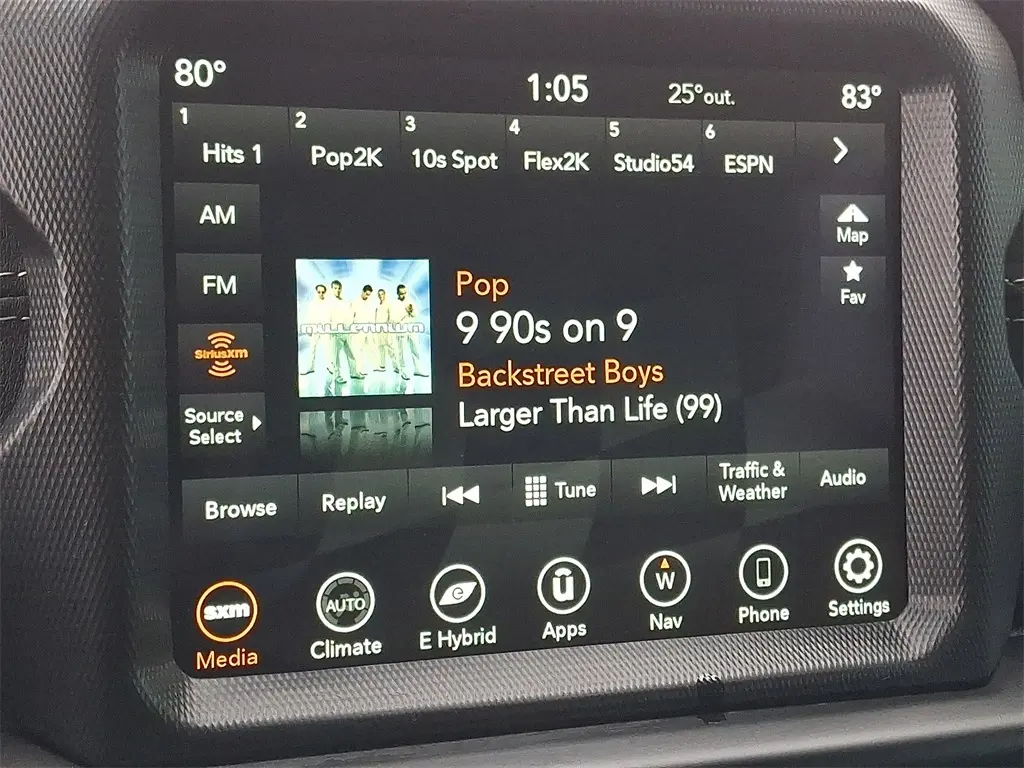 80° 1:05 25°out. 83°
1 2 3 4 5 6
Hits 1 Pop2K 10s Spot Flex2K Studio54 ESPN
AM
Map
FM
Fav
MILLENNIUM
Pop
9 90s on 9
Backstreet Boys
Larger Than Life (99)
SiriusXM
Source
Select
Browse Replay Tune Traffic &
Weather Audio
sxm AUTO e ū W
Media Climate E Hybrid Apps Nav Phone Settings